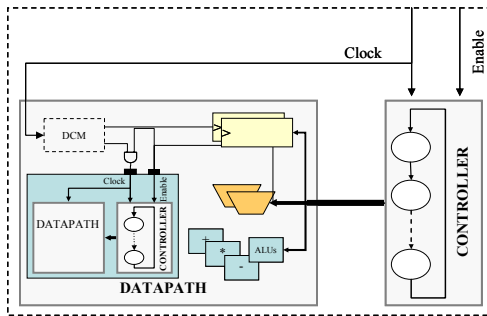 Clock
Enable
DCM
Clock
Enable
DATAPATH
CONTROLLER
+
*
-
ALUs
DATAPATH
CONTROLLER